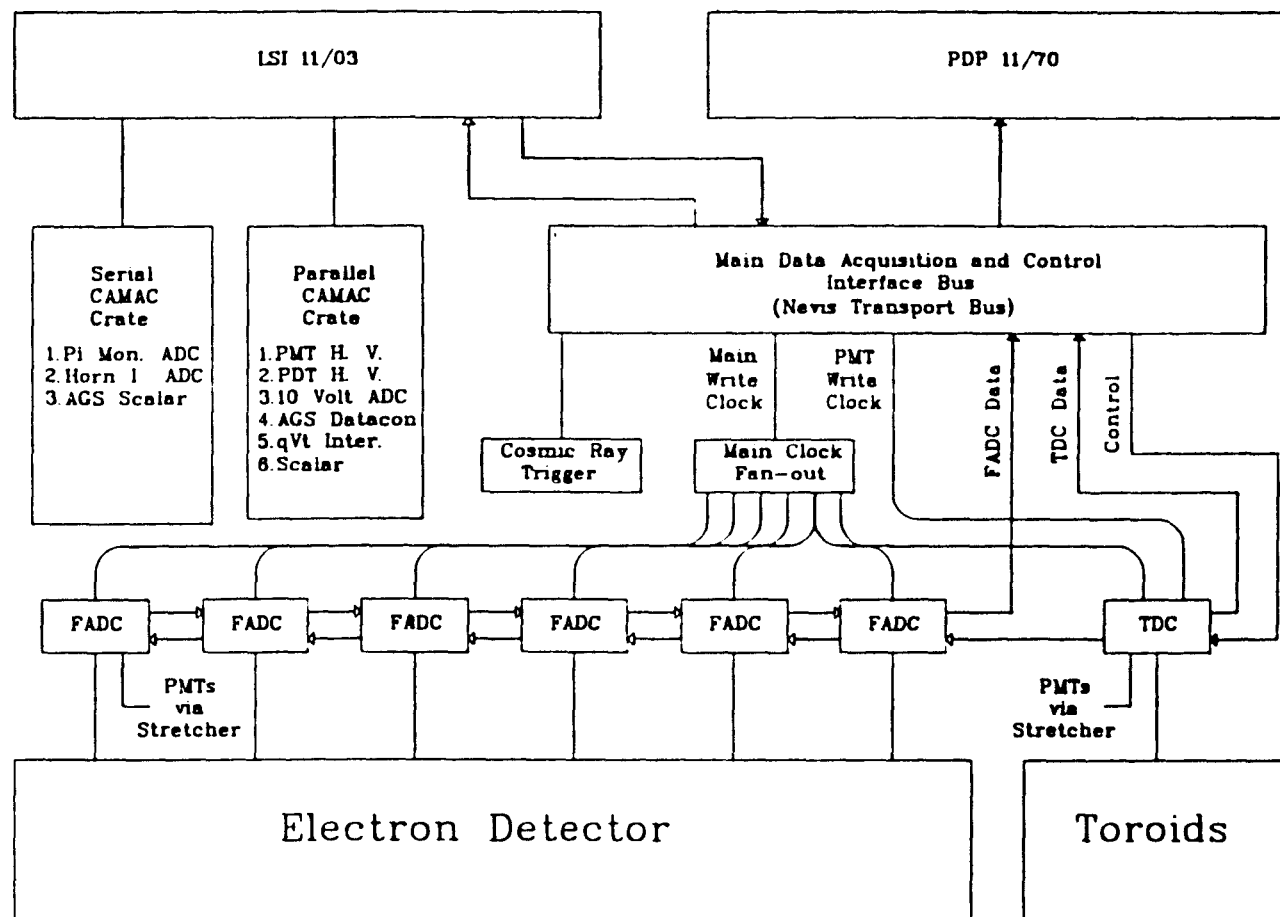 LSI 11/03
PDP 11/70
Serial
CAMAC
Crate
1. Pi Mon. ADC
2. Horn I ADC
3. AGS Scalar
Parallel
CAMAC
Crate
1. PMT H. V.
2. PDT H. V.
3. 10 Volt ADC
4. AGS Datacon
5. qVt Inter.
6. Scalar
Main Data Acquisition and Control
Interface Bus
(Nevis Transport Bus)
Main
Write
Clock
PMT
Write
Clock
FADC Data
TDC Data
Control
Cosmic Ray
Trigger
Main Clock
Fan-out
FADC
FADC
FADC
FADC
FADC
FADC
TDC
PMTs
via
Stretcher
PMTs
via
Stretcher
Electron Detector
Toroids